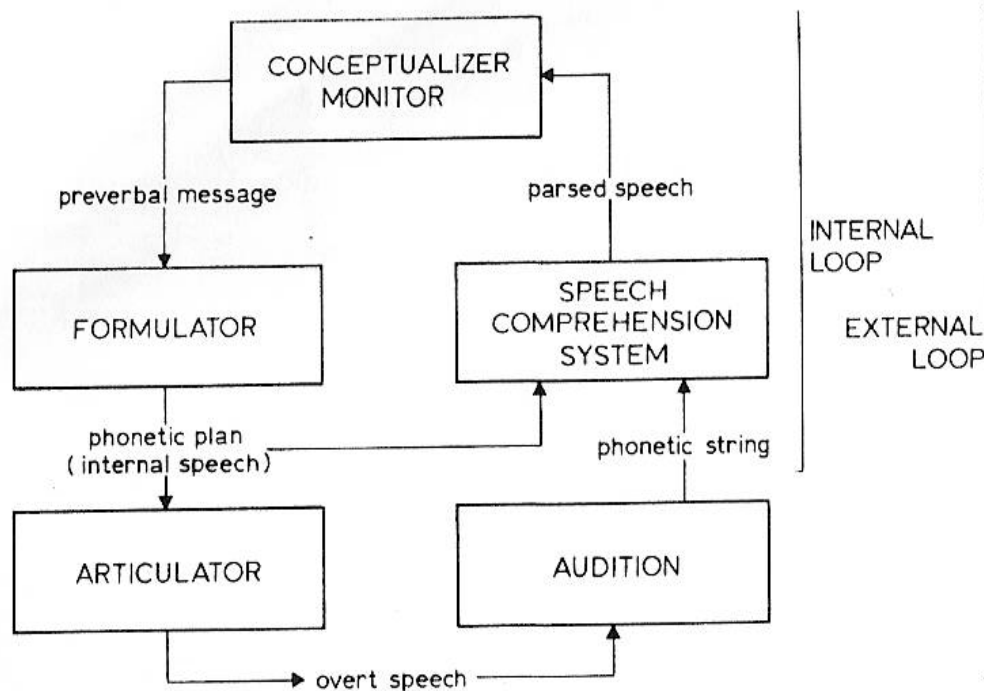 CONCEPTUALIZER
MONITOR
preverbal message
parsed speech
INTERNAL
LOOP
FORMULATOR
SPEECH
COMPREHENSION
SYSTEM
EXTERNAL
LOOP
phonetic plan
(internal speech)
phonetic string
ARTICULATOR
AUDITION
overt speech